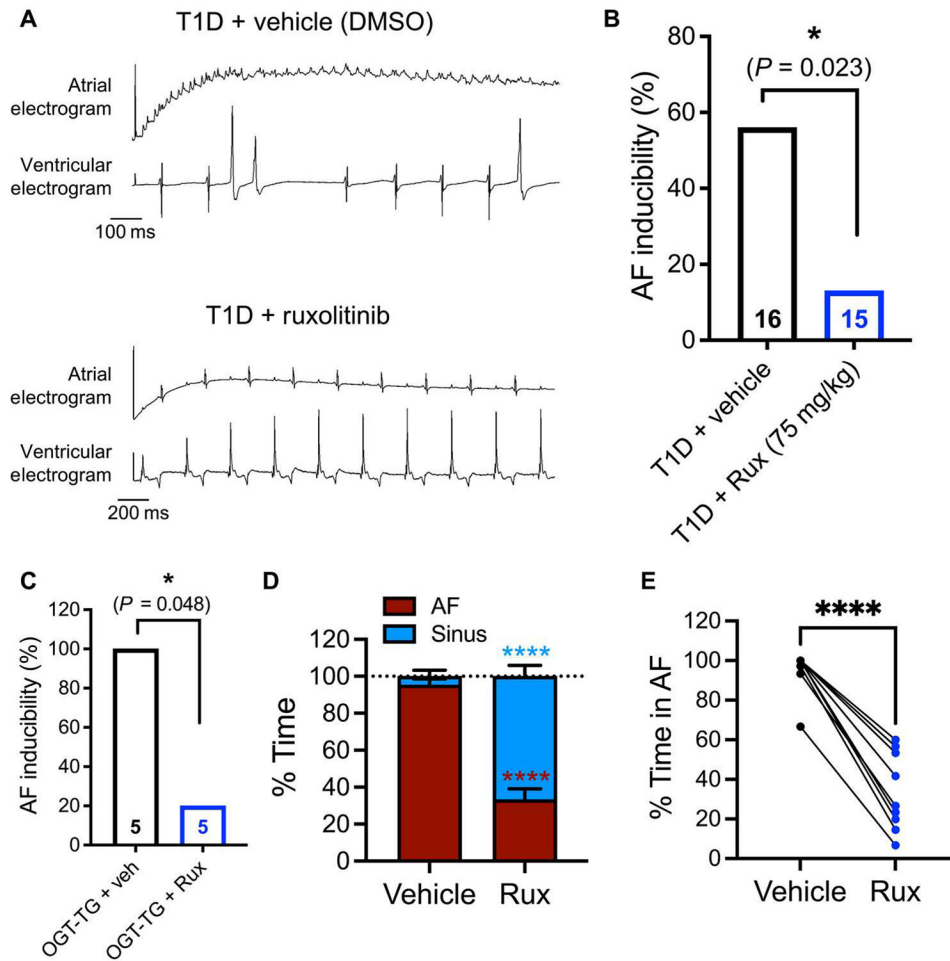 A
T1D + vehicle (DMSO)
Atrial
electrogram
Ventricular
electrogram
100 ms
T1D + ruxolitinib
Atrial
electrogram
Ventricular
electrogram
200 ms
B
*
(P = 0.023)
AF inducibility (%)
80
60
40
20
0
16
15
T1D + vehicle
T1D + Rux (75 mg/kg)
C
*
(P = 0.048)
AF inducibility (%)
120
100
80
60
40
20
0
5
5
OGT-TG + veh
OGT-TG + Rux
D
AF
Sinus
% Time
120
100
80
60
40
20
0
****
****
Vehicle
Rux
E
****
% Time in AF
120
100
80
60
40
20
0
Vehicle
Rux